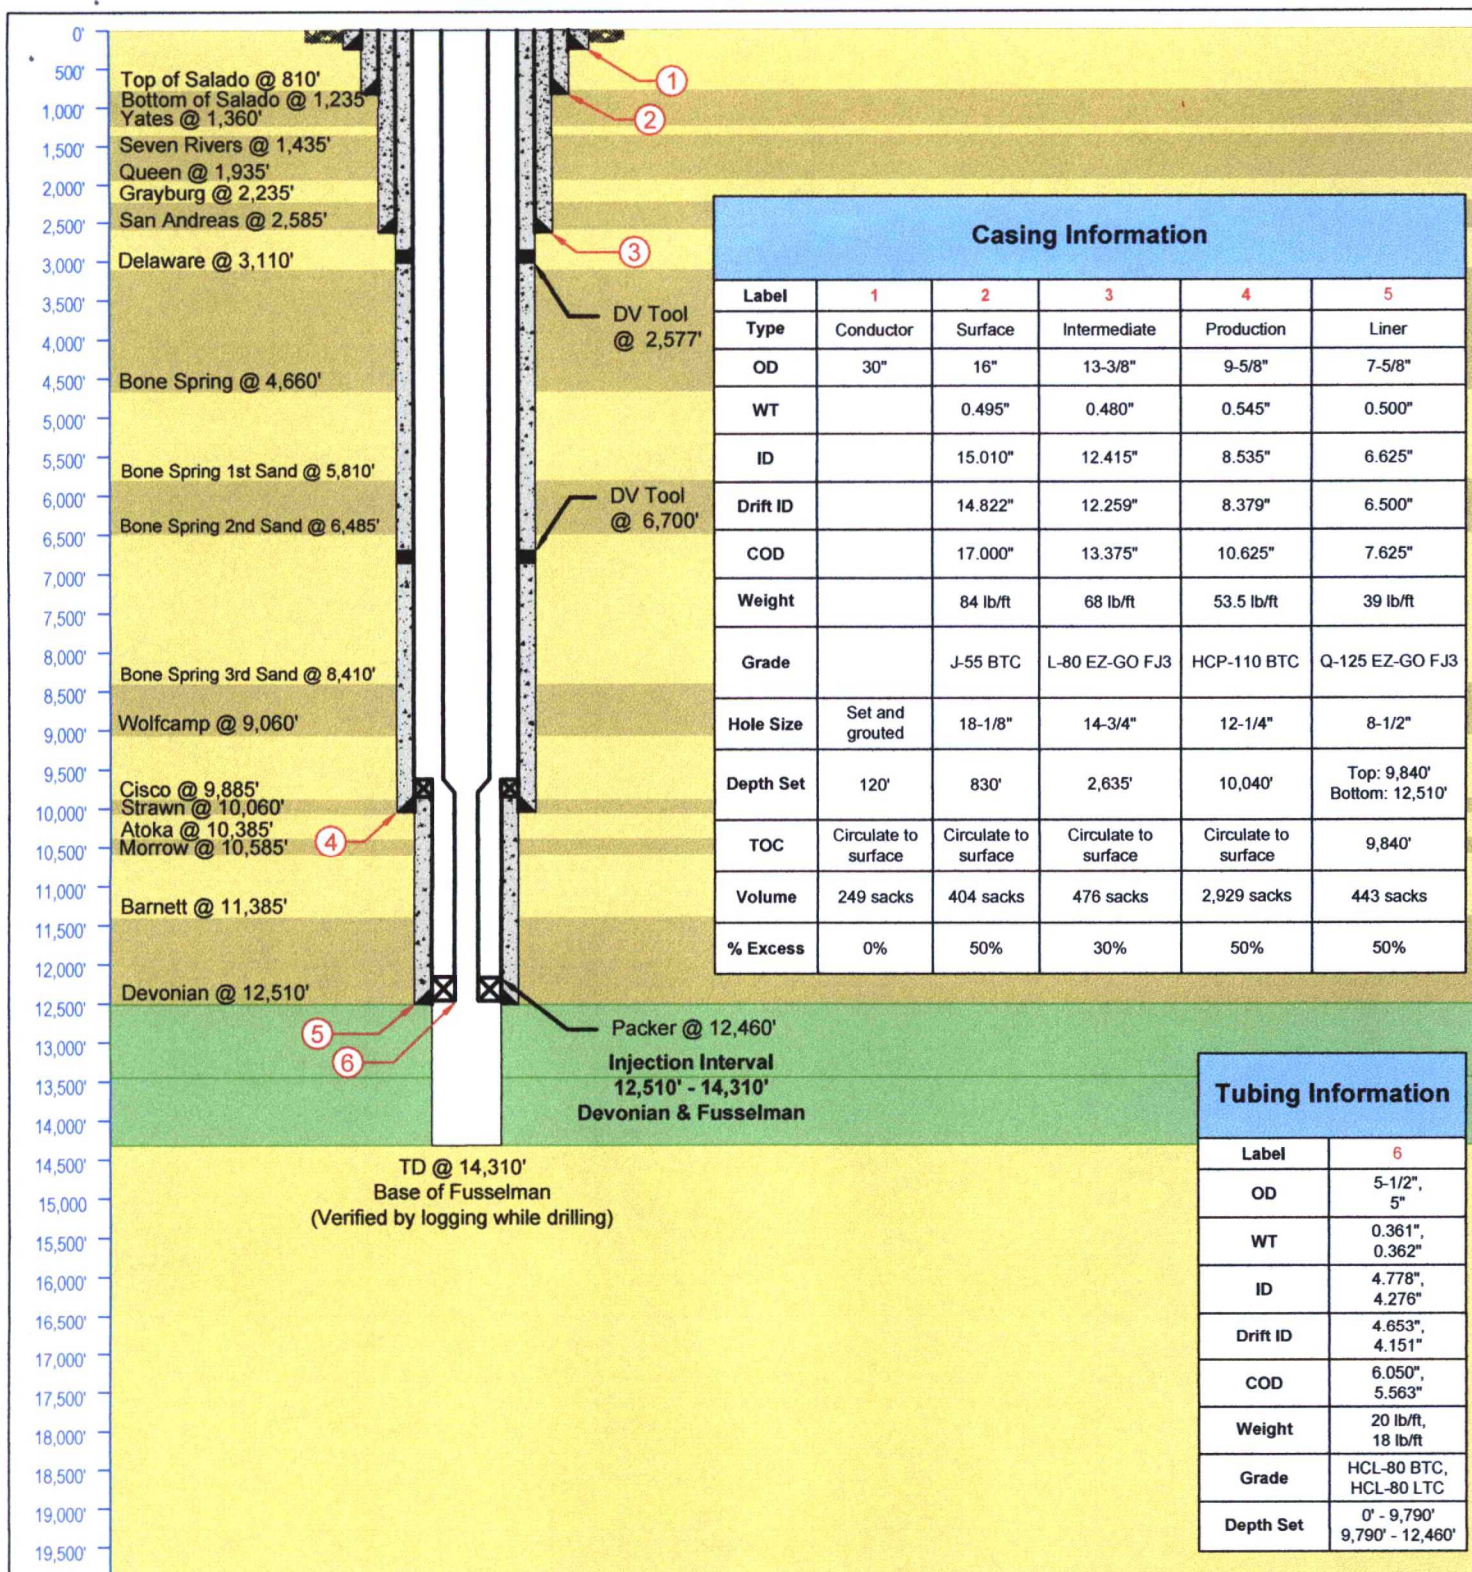 0'
500'
1,000'
1,500'
2,000'
2,500'
3,000'
3,500'
4,000'
4,500'
5,000'
5,500'
6,000'
6,500'
7,000'
7,500'
8,000'
8,500'
9,000'
9,500'
10,000'
10,500'
11,000'
11,500'
12,000'
12,500'
13,000'
13,500'
14,000'
14,500'
15,000
15,500'
16,000'
16,500'
17,000'
17,500'
18,000'
18,500'
19,000'
19,500'
Top of Salado @ 810'
Bottom of Salado @ 1,235'
Yates @ 1,360'
Seven Rivers @ 1,435'
Queen @ 1,935'
Grayburg @ 2,235'
San Andreas @ 2,585'
Delaware @ 3,110'
Bone Spring @ 4,660'
Bone Spring 1st Sand @ 5,810'
Bone Spring 2nd Sand @ 6,485'
Bone Spring 3rd Sand @ 8,410'
Wolfcamp @ 9,060'
Cisco @ 9,885'
Strawn @ 10,060'
Atoka @ 10,385'
Morrow @ 10,585'
Barnett @ 11,385'
Devonian @ 12,510'
1
2
3
DV Tool
@ 2,577'
DV Tool
@ 6,700'
4
5
6
Packer @ 12,460'
Injection Interval
12,510' - 14,310'
Devonian & Fusselman
TD @ 14,310'
Base of Fusselman
(Verified by logging while drilling)
Casing Information
Label 1 2 3 4 5
Type Conductor Surface Intermediate Production Liner
OD 30" 16" 13-3/8" 9-5/8" 7-5/8"
WT 0.495" 0.480" 0.545" 0.500"
ID 15.010" 12.415" 8.535" 6.625"
Drift ID 14.822" 12.259" 8.379" 6.500"
COD 17.000" 13.375" 10.625" 7.625"
Weight 84 lb/ft 68 lb/ft 53.5 lb/ft 39 lb/ft
Grade J-55 BTC L-80 EZ-GO FJ3 HCP-110 BTC Q-125 EZ-GO FJ3
Hole Size Set and grouted 18-1/8" 14-3/4" 12-1/4" 8-1/2"
Depth Set 120' 830' 2,635' 10,040' Top: 9,840' Bottom: 12,510'
TOC Circulate to surface Circulate to surface Circulate to surface Circulate to surface 9,840'
Volume 249 sacks 404 sacks 476 sacks 2,929 sacks 443 sacks
% Excess 0% 50% 30% 50% 50%
Tubing Information
Label 6
OD 5-1/2", 5"
WT 0.361", 0.362"
ID 4.778", 4.276"
Drift ID 4.653", 4.151"
COD 6.050", 5.563"
Weight 20 lb/ft, 18 lb/ft
Grade HCL-80 BTC, HCL-80 LTC
Depth Set 0' - 9,790' 9,790' - 12,460'